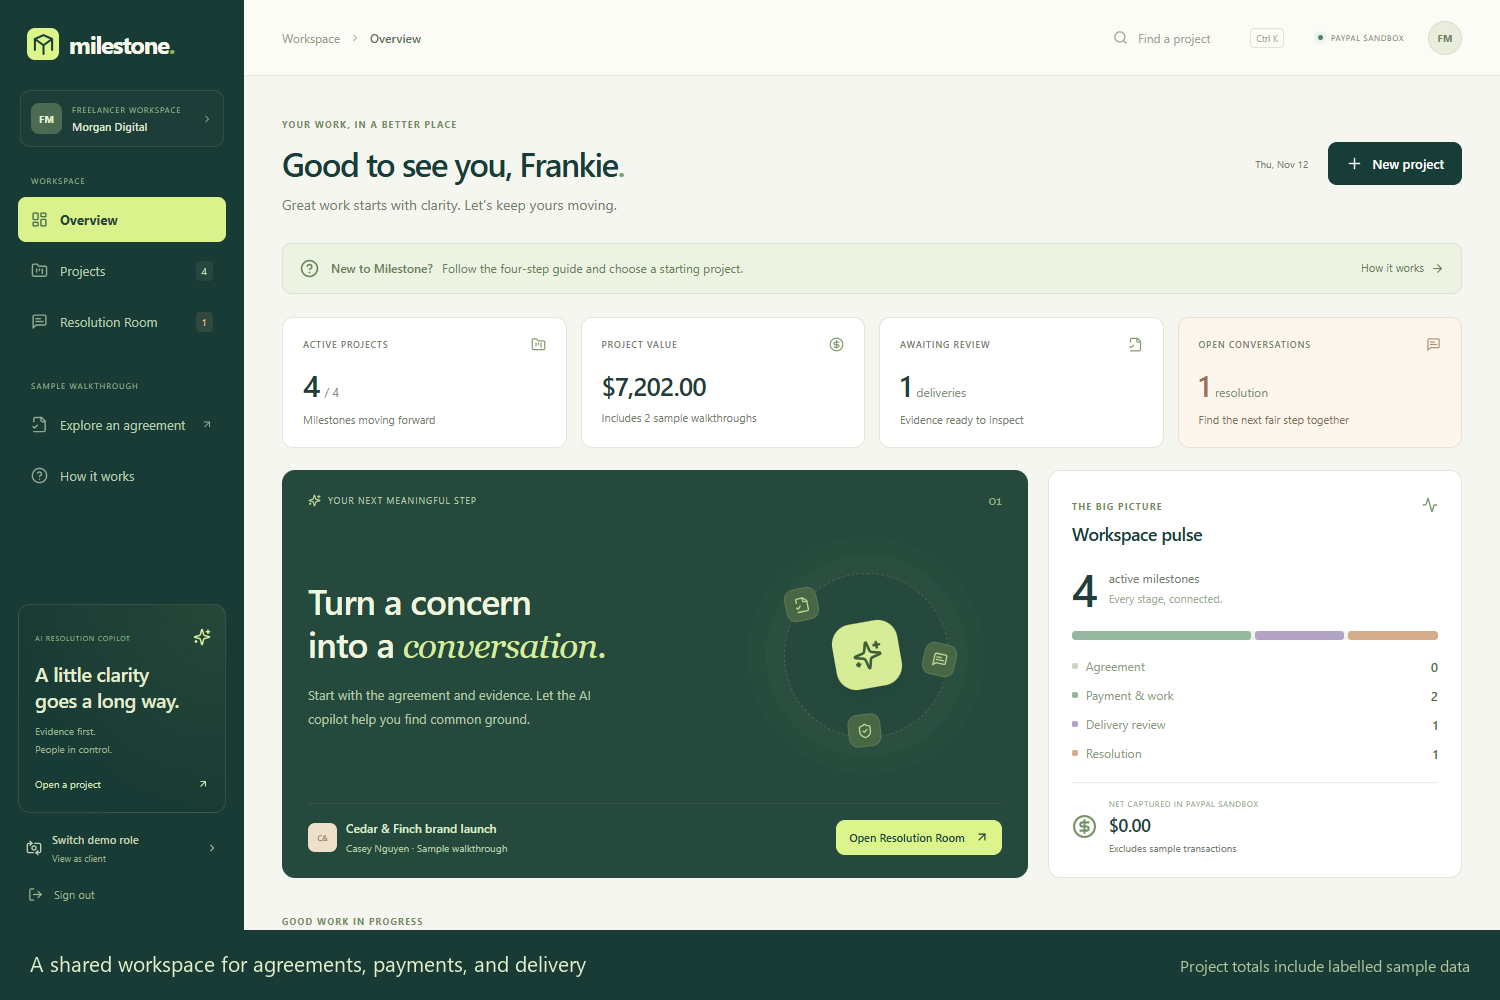 milestone.
FM
FREELANCER WORKSPACE
Morgan Digital
WORKSPACE
Overview
Projects
4
Resolution Room
1
SAMPLE WALKTHROUGH
Explore an agreement
How it works
AI RESOLUTION COPILOT
A little clarity
goes a long way.
Evidence first.
People in control.
Open a project
Switch demo role
View as client
Sign out
Workspace
Overview
Find a project
Ctrl K
PAYPAL SANDBOX
FM
YOUR WORK, IN A BETTER PLACE
Good to see you, Frankie.
Great work starts with clarity. Let's keep yours moving.
Thu, Nov 12
New project
New to Milestone? Follow the four-step guide and choose a starting project.
How it works
ACTIVE PROJECTS
4 / 4
Milestones moving forward
PROJECT VALUE
$7,202.00
Includes 2 sample walkthroughs
AWAITING REVIEW
1 deliveries
Evidence ready to inspect
OPEN CONVERSATIONS
1 resolution
Find the next fair step together
YOUR NEXT MEANINGFUL STEP
01
Turn a concern
into a conversation.
Start with the agreement and evidence. Let the AI
copilot help you find common ground.
C&
Cedar & Finch brand launch
Casey Nguyen · Sample walkthrough
Open Resolution Room
THE BIG PICTURE
Workspace pulse
4
active milestones
Every stage, connected.
Agreement 0
Payment & work 2
Delivery review 1
Resolution 1
NET CAPTURED IN PAYPAL SANDBOX
$0.00
Excludes sample transactions
GOOD WORK IN PROGRESS
A shared workspace for agreements, payments, and delivery
Project totals include labelled sample data